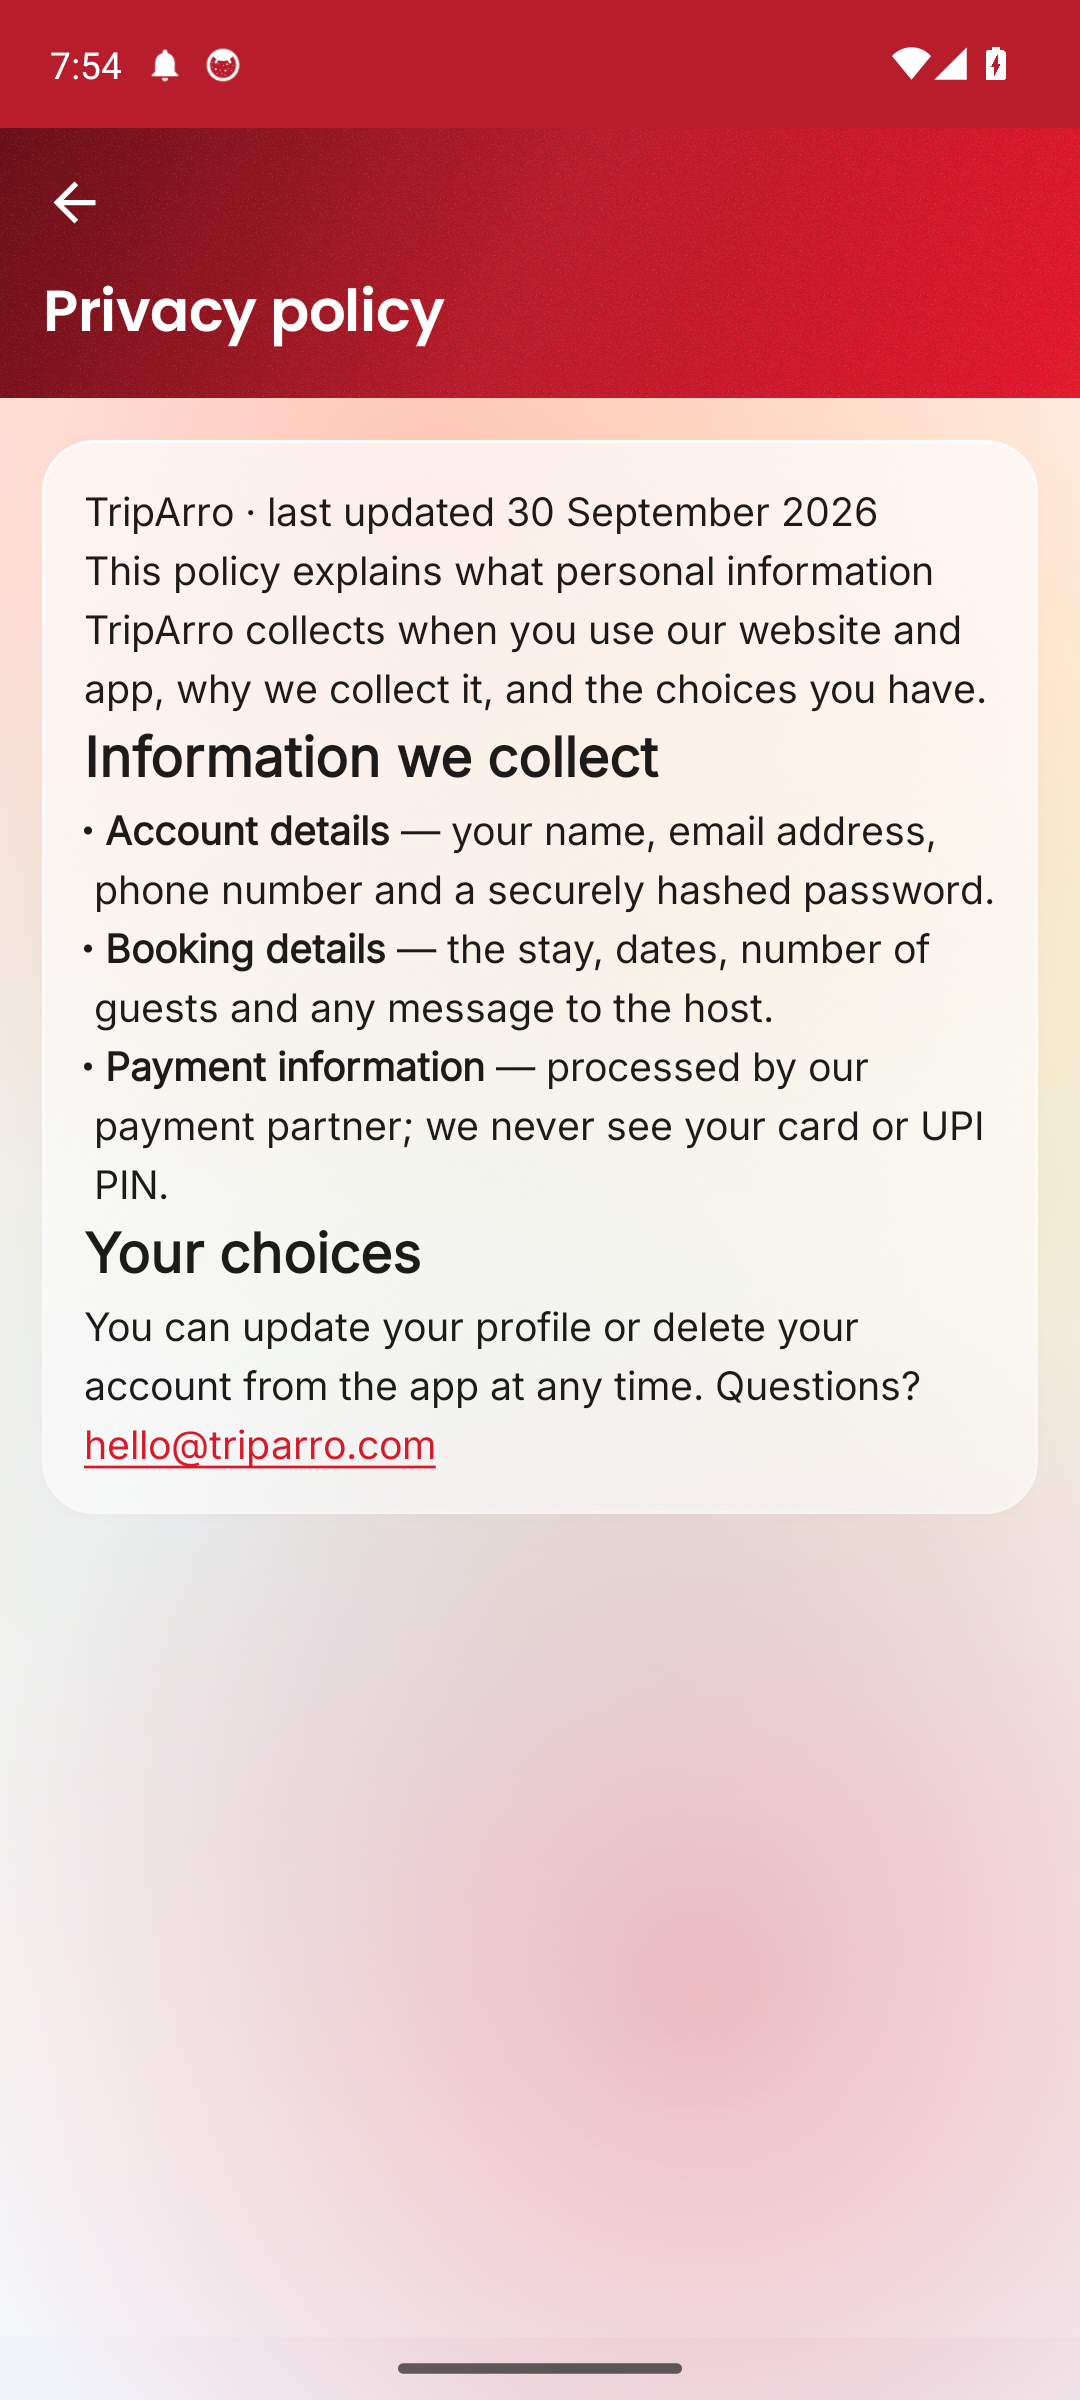 7:54
Privacy policy
TripArro · last updated 30 September 2026
This policy explains what personal information
TripArro collects when you use our website and
app, why we collect it, and the choices you have.
Information we collect
• Account details — your name, email address,
phone number and a securely hashed password.
• Booking details — the stay, dates, number of
guests and any message to the host.
• Payment information — processed by our
payment partner; we never see your card or UPI
PIN.
Your choices
You can update your profile or delete your
account from the app at any time. Questions?
hello@triparro.com